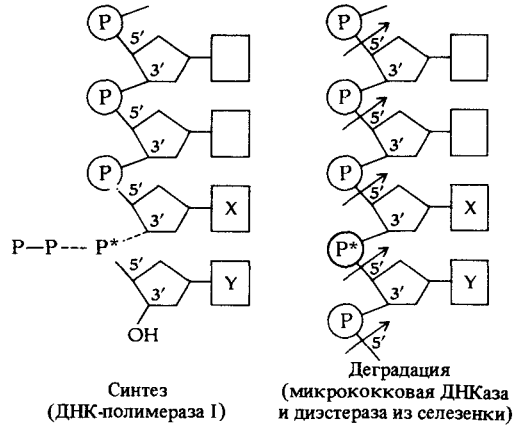 P
5′
3′
P
5′
3′
P
5′
X
3′
P—P---P*
5′
Y
3′
OH
Синтез
(ДНК-полимераза I)
P
5′
3′
P
5′
3′
P
5′
X
3′
P*
5′
Y
3′
P
5′
Деградация
(микрококковая ДНКаза
и диэстераза из селезенки)